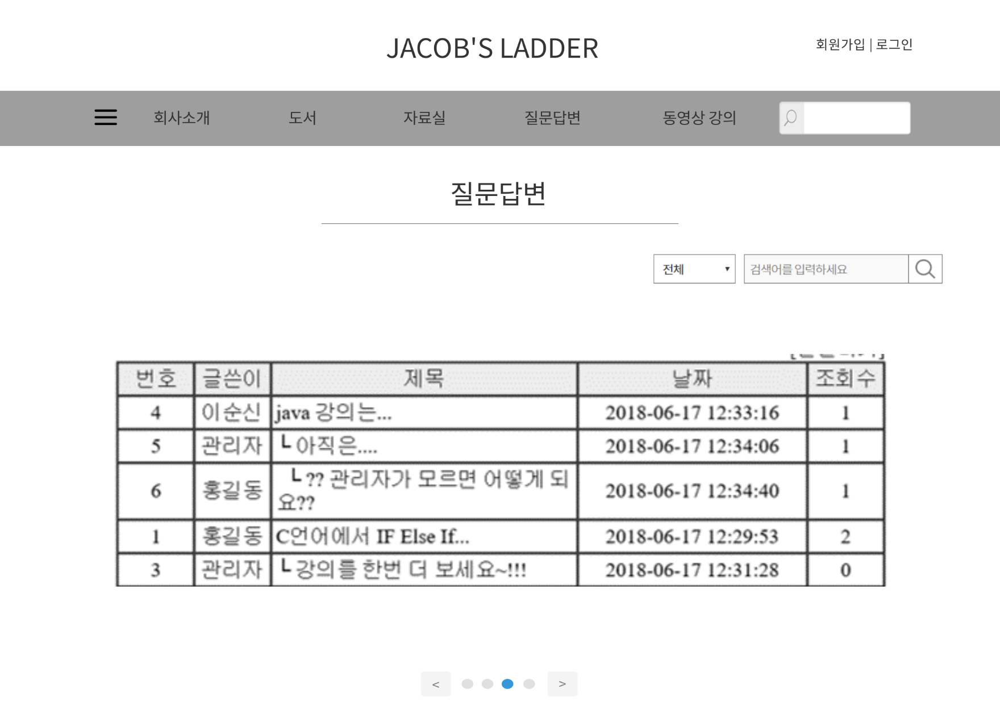 JACOB'S LADDER
회원가입 | 로그인
회사소개 도서 자료실 질문답변 동영상 강의
질문답변
전체 검색어를 입력하세요
번호 글쓴이 제목 날짜 조회수
4 이순신 java 강의는... 2018-06-17 12:33:16 1
5 관리자 ┗ 아직은.... 2018-06-17 12:34:06 1
6 홍길동 ┗ ?? 관리자가 모르면 어떻게 되 2018-06-17 12:34:40 1
요??
1 홍길동 C언어에서 IF Else If... 2018-06-17 12:29:53 2
3 관리자 ┗ 강의를 한번 더 보세요~!!! 2018-06-17 12:31:28 0
< >